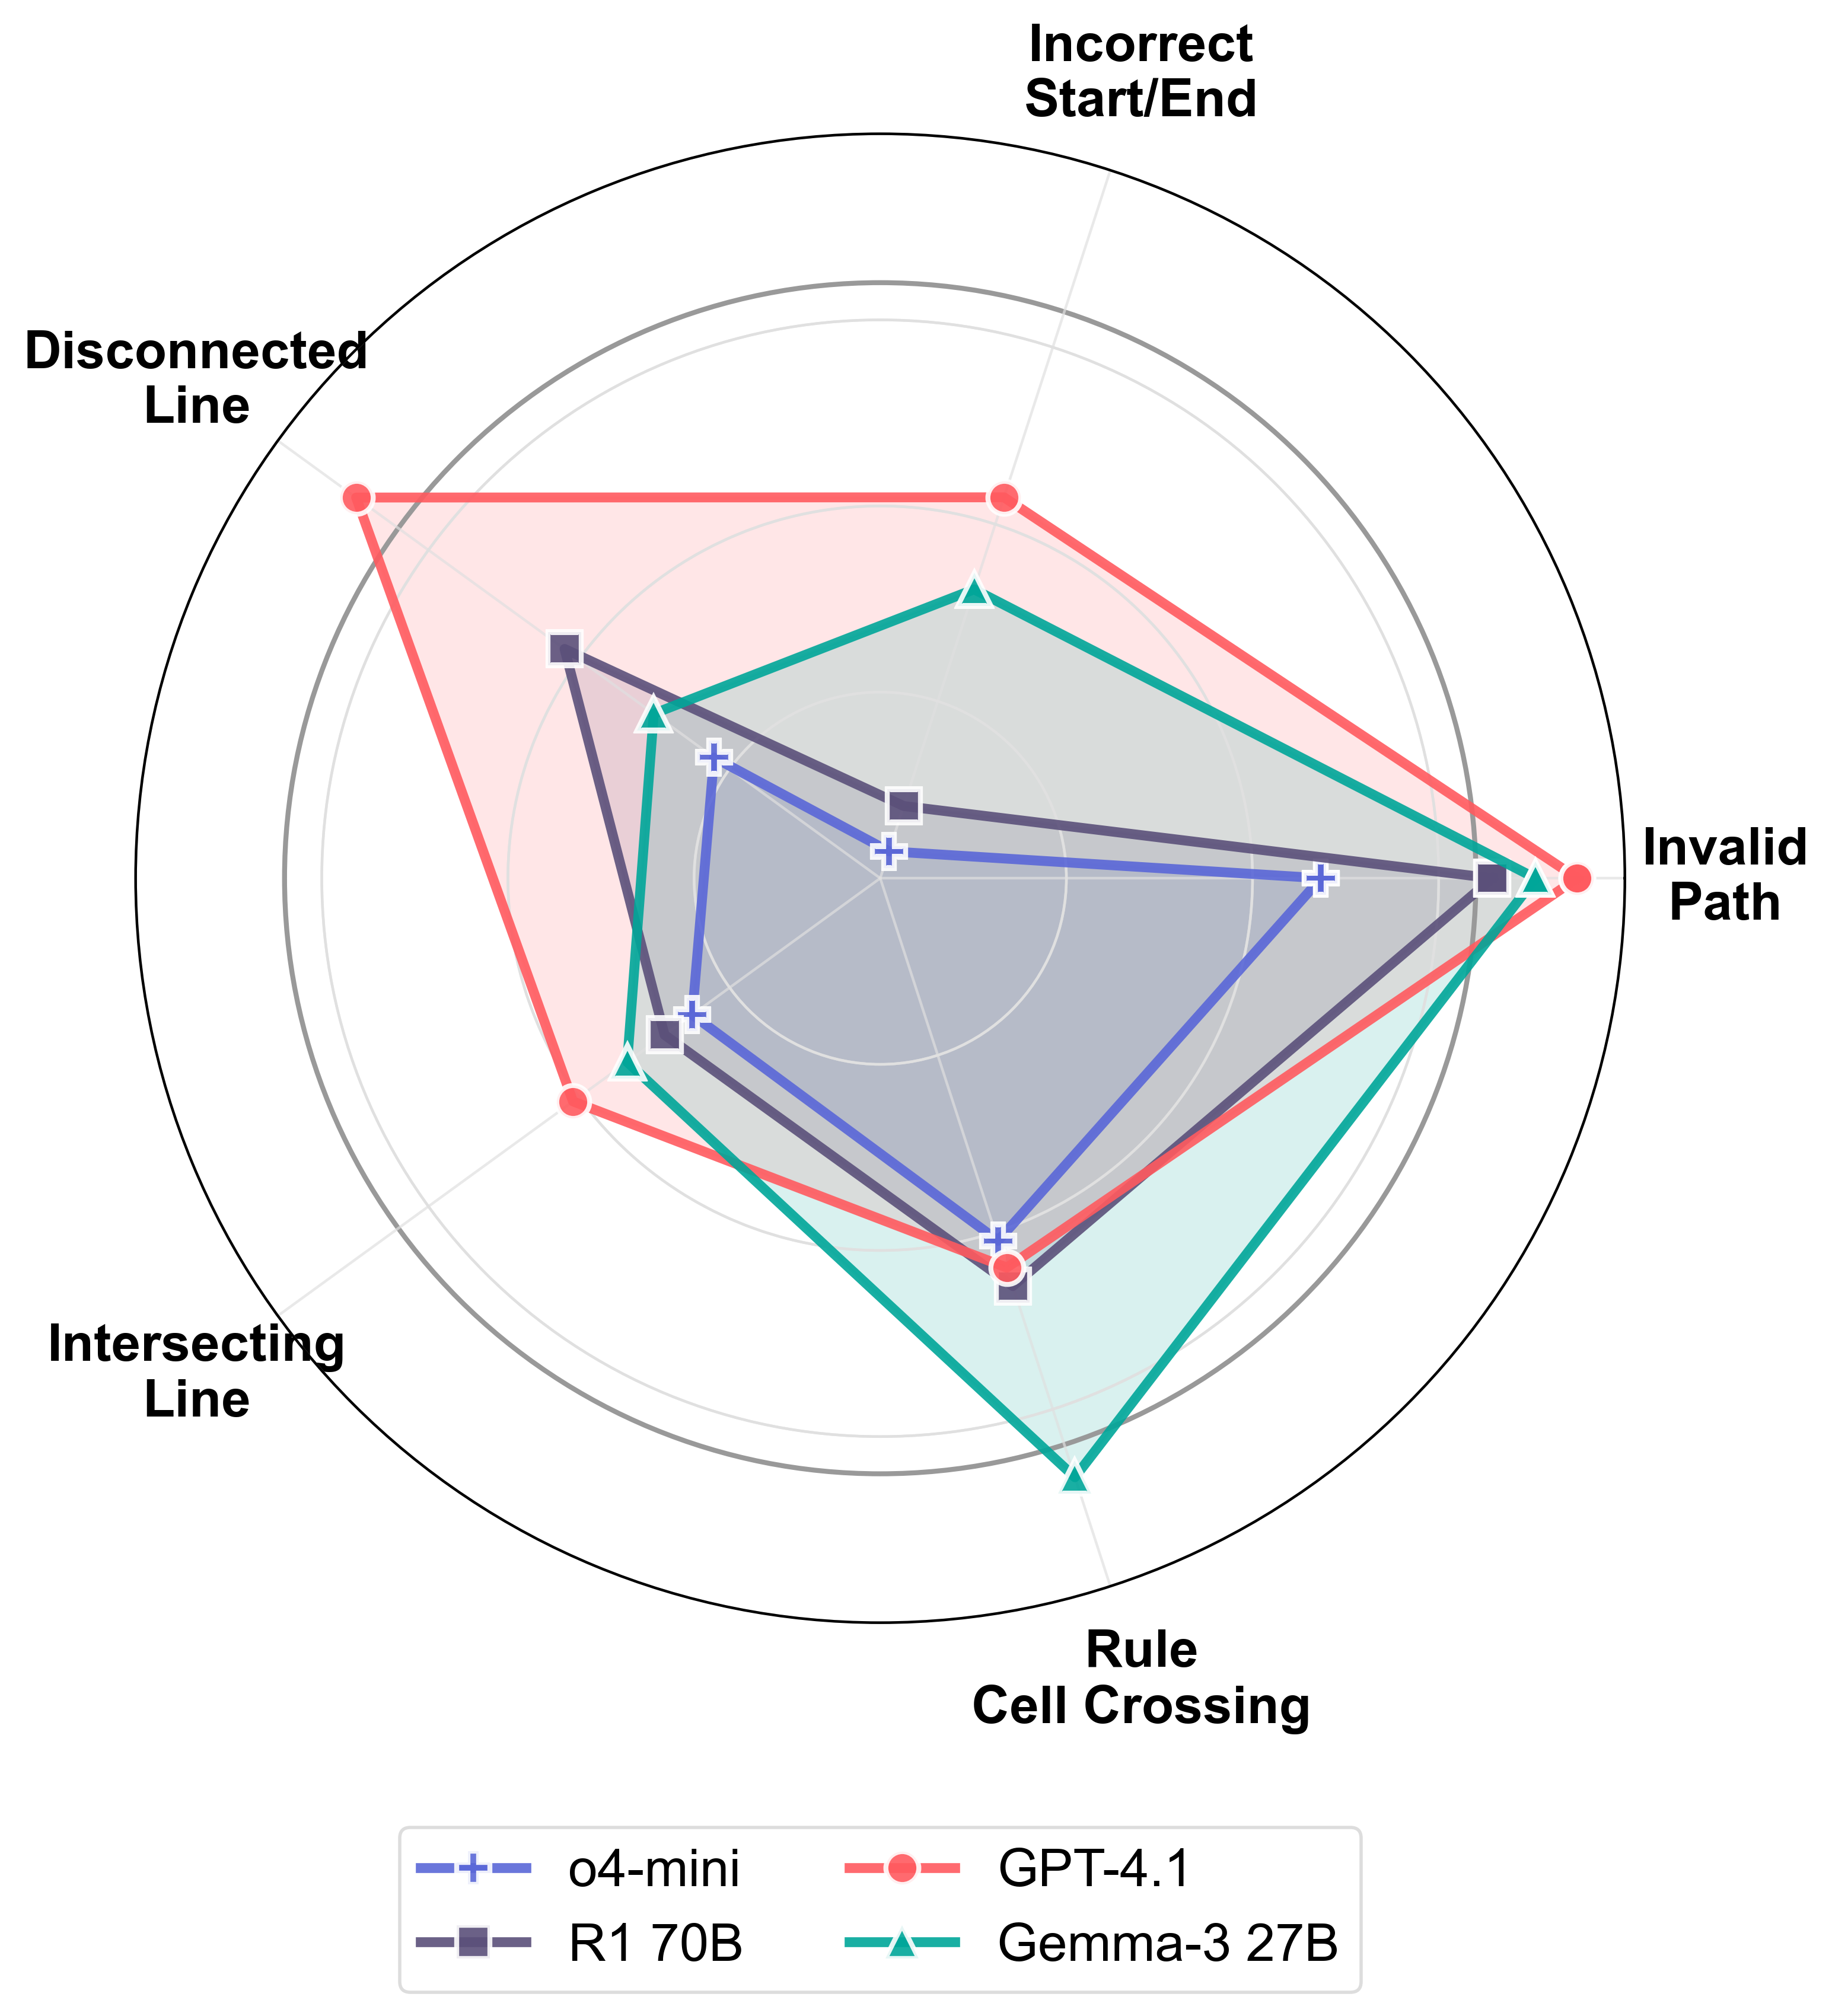 Incorrect
Start/End
Disconnected
Line
Invalid
Path
Intersecting
Line
Rule
Cell Crossing
o4-mini
GPT-4.1
R1 70B
Gemma-3 27B